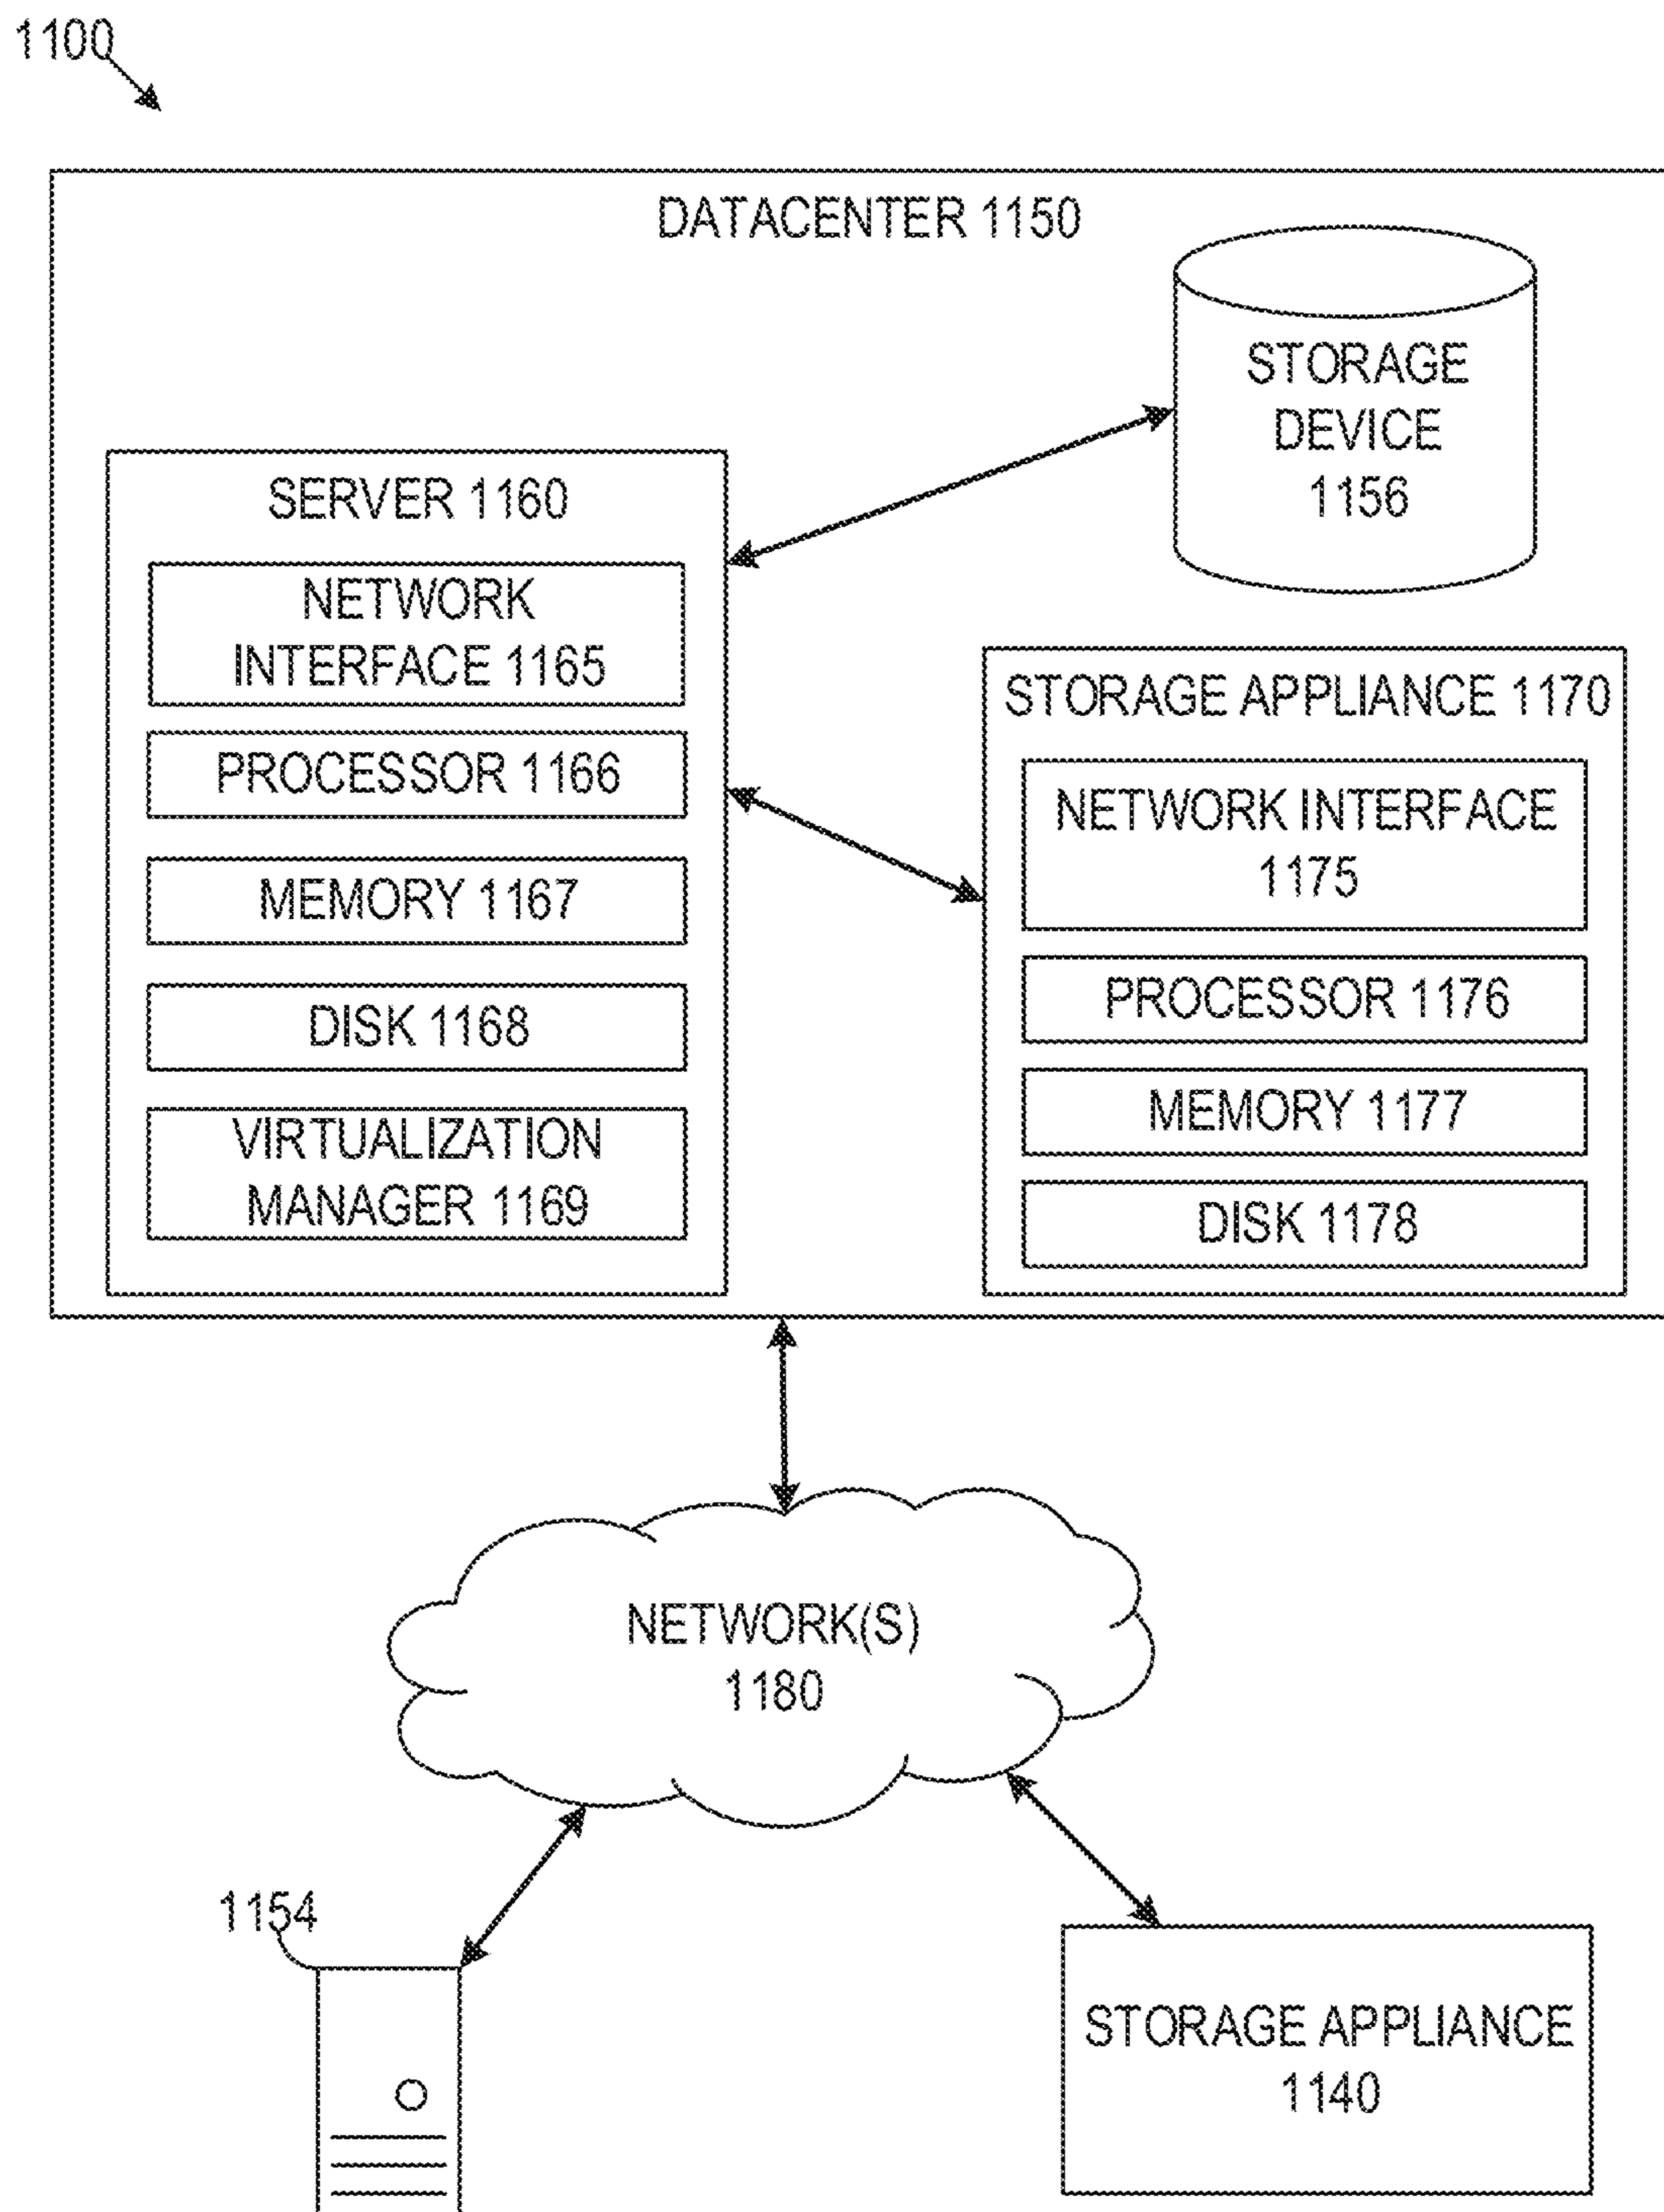 1100
DATACENTER 1150
STORAGE
DEVICE
1156
SERVER 1160
NETWORK
INTERFACE 1165
PROCESSOR 1166
MEMORY 1167
DISK 1168
VIRTUALIZATION
MANAGER 1169
STORAGE APPLIANCE 1170
NETWORK INTERFACE
1175
PROCESSOR 1176
MEMORY 1177
DISK 1178
NETWORK(S)
1180
1154
STORAGE APPLIANCE
1140